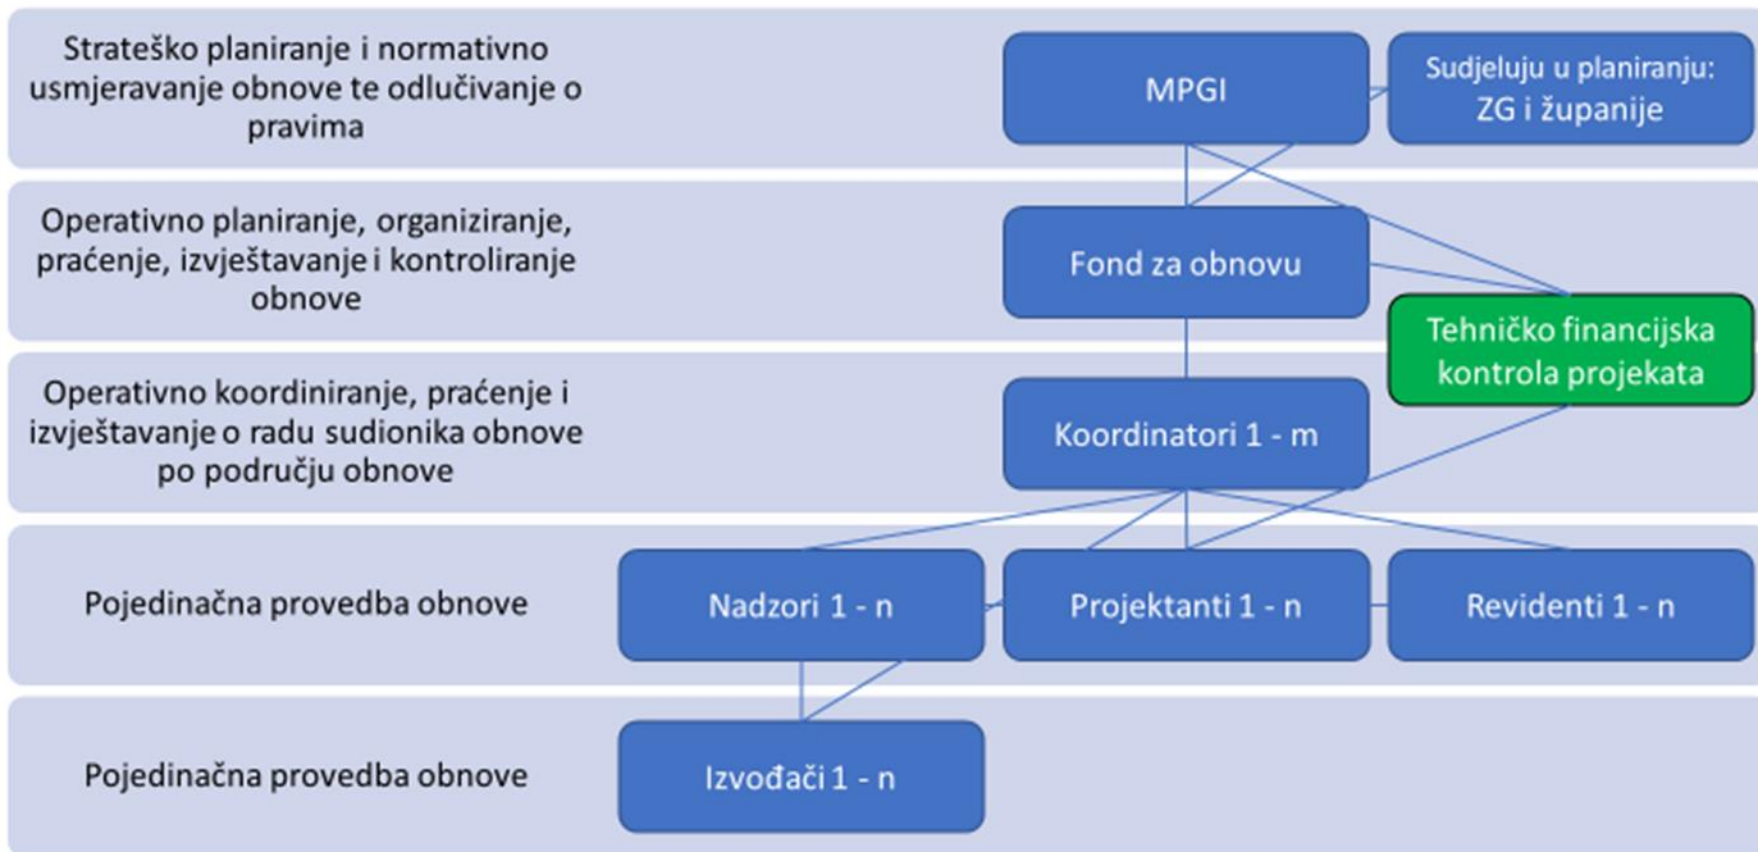 Strateško planiranje i normativno
usmjeravanje obnove te odlučivanje o
pravima
MPGI
Sudjeluju u planiranju:
ZG i županije
Operativno planiranje, organiziranje,
praćenje, izvještavanje i kontroliranje
obnove
Fond za obnovu
Tehničko financijska
kontrola projekata
Operativno koordiniranje, praćenje i
izvještavanje o radu sudionika obnove
po području obnove
Koordinatori 1 - m
Pojedinačna provedba obnove
Nadzori 1 - n
Projektanti 1 - n
Revidenti 1 - n
Pojedinačna provedba obnove
Izvođači 1 - n